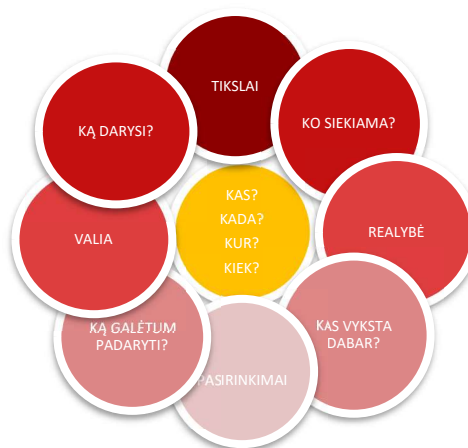 TIKSLAI
KO SIEKIAMA?
REALYBĖ
KAS VYKSTA
DABAR?
PASIRINKIMAI
KĄ GALĖTUM
PADARYTI?
VALIA
KĄ DARYSI?
KAS?
KADA?
KUR?
KIEK?